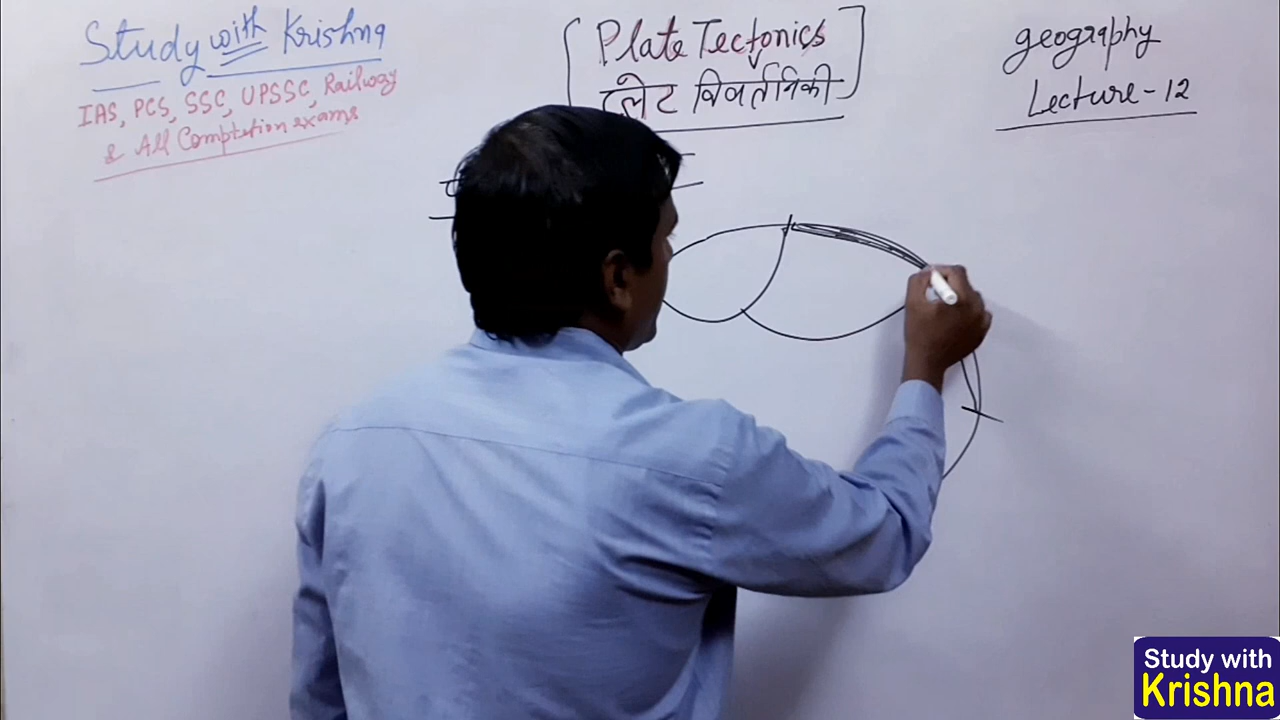 Study with Krishna
IAS, PCS, SSC, UPSSC, Railway
& All Comptetion exams
[Plate Tectonics
प्लेट विवर्तनिकी]
geography
Lecture-12
Study with
Krishna